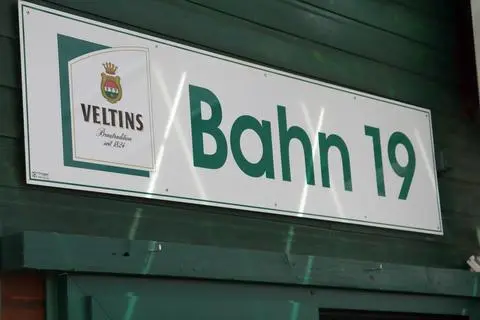 VELTINS
Brautradition
seit 1824
Bahn 19